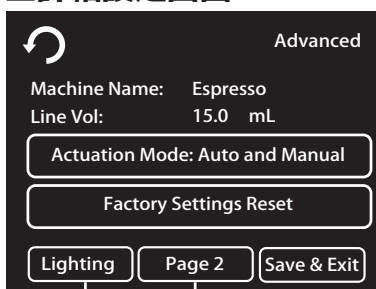 Advanced
Machine Name: Espresso
Line Vol: 15.0 mL
Actuation Mode: Auto and Manual
Factory Settings Reset
Lighting Page 2 Save & Exit